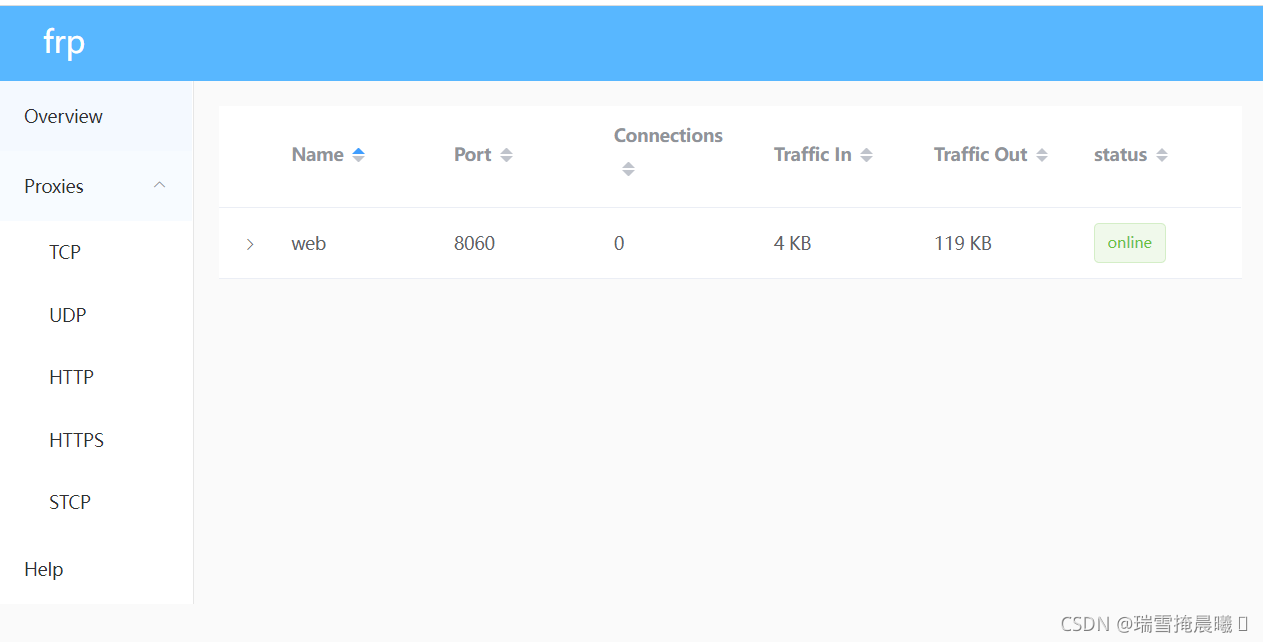 frp
Overview
Proxies
TCP
UDP
HTTP
HTTPS
STCP
Help
Name Port Connections Traffic In Traffic Out status
web 8060 0 4 KB 119 KB online
CSDN @瑞雪掩晨曦